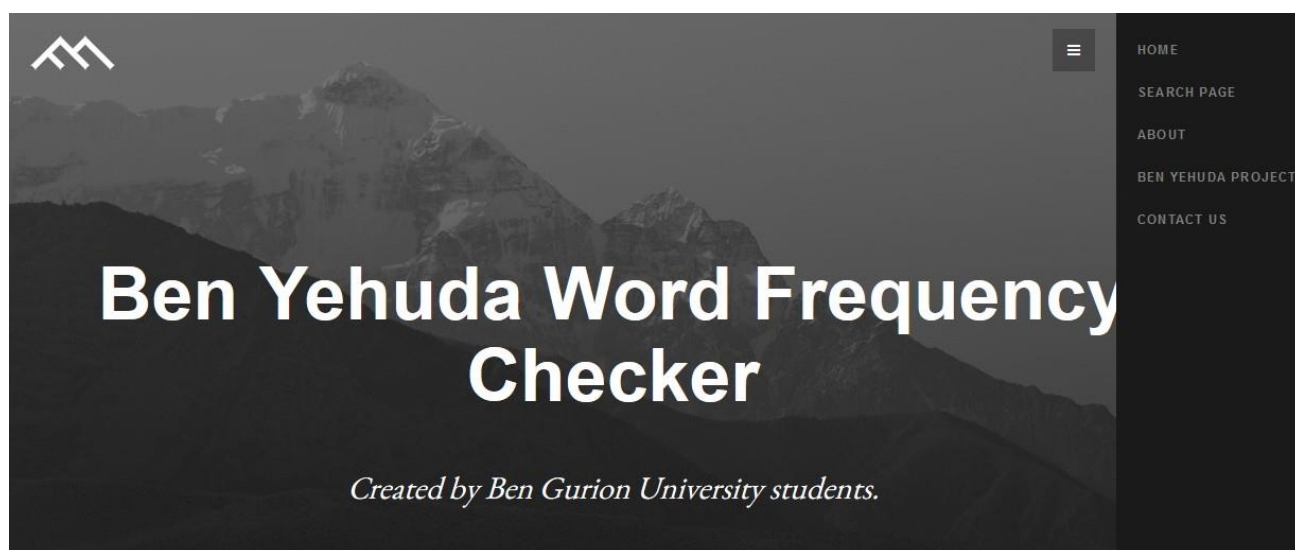 Ben Yehuda Word Frequency
Checker
Created by Ben Gurion University students.
HOME
SEARCH PAGE
ABOUT
BEN YEHUDA PROJECT
CONTACT US